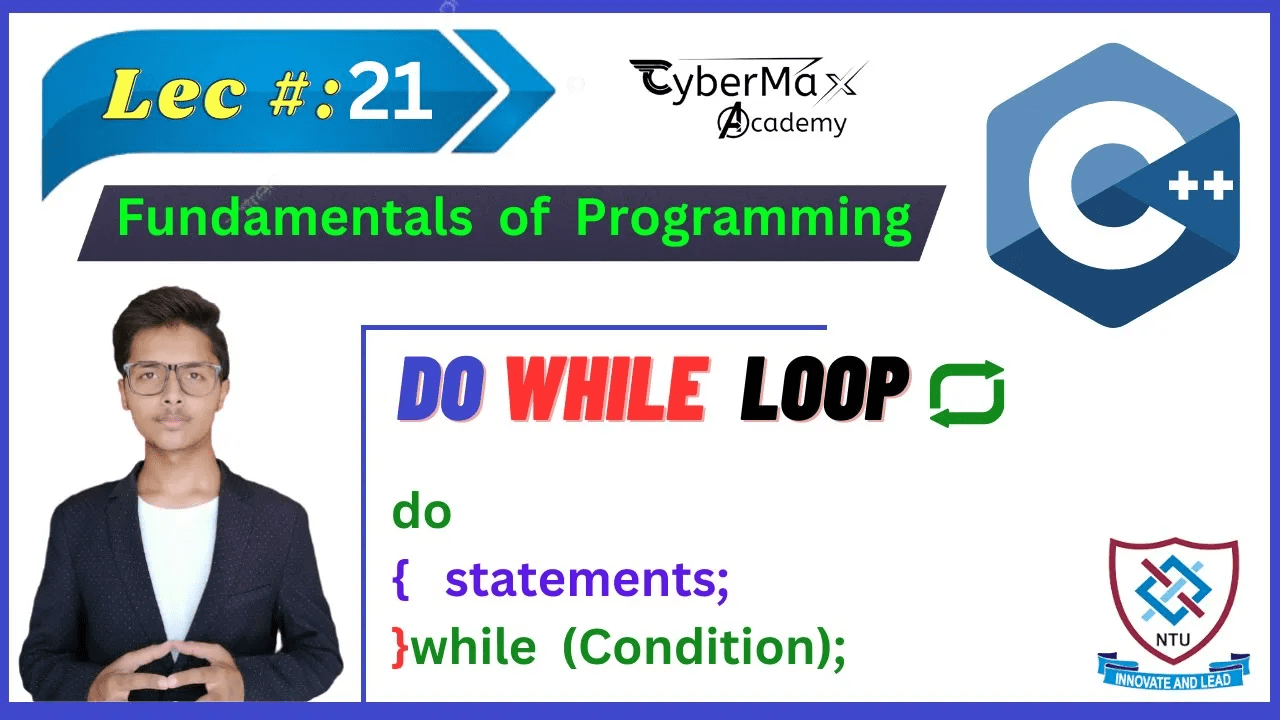 Lec #:21
CyberMax
Academy
C++
Fundamentals of Programming
DO WHILE LOOP
do
{ statements;
}while (Condition);
NTU
INNOVATE AND LEAD